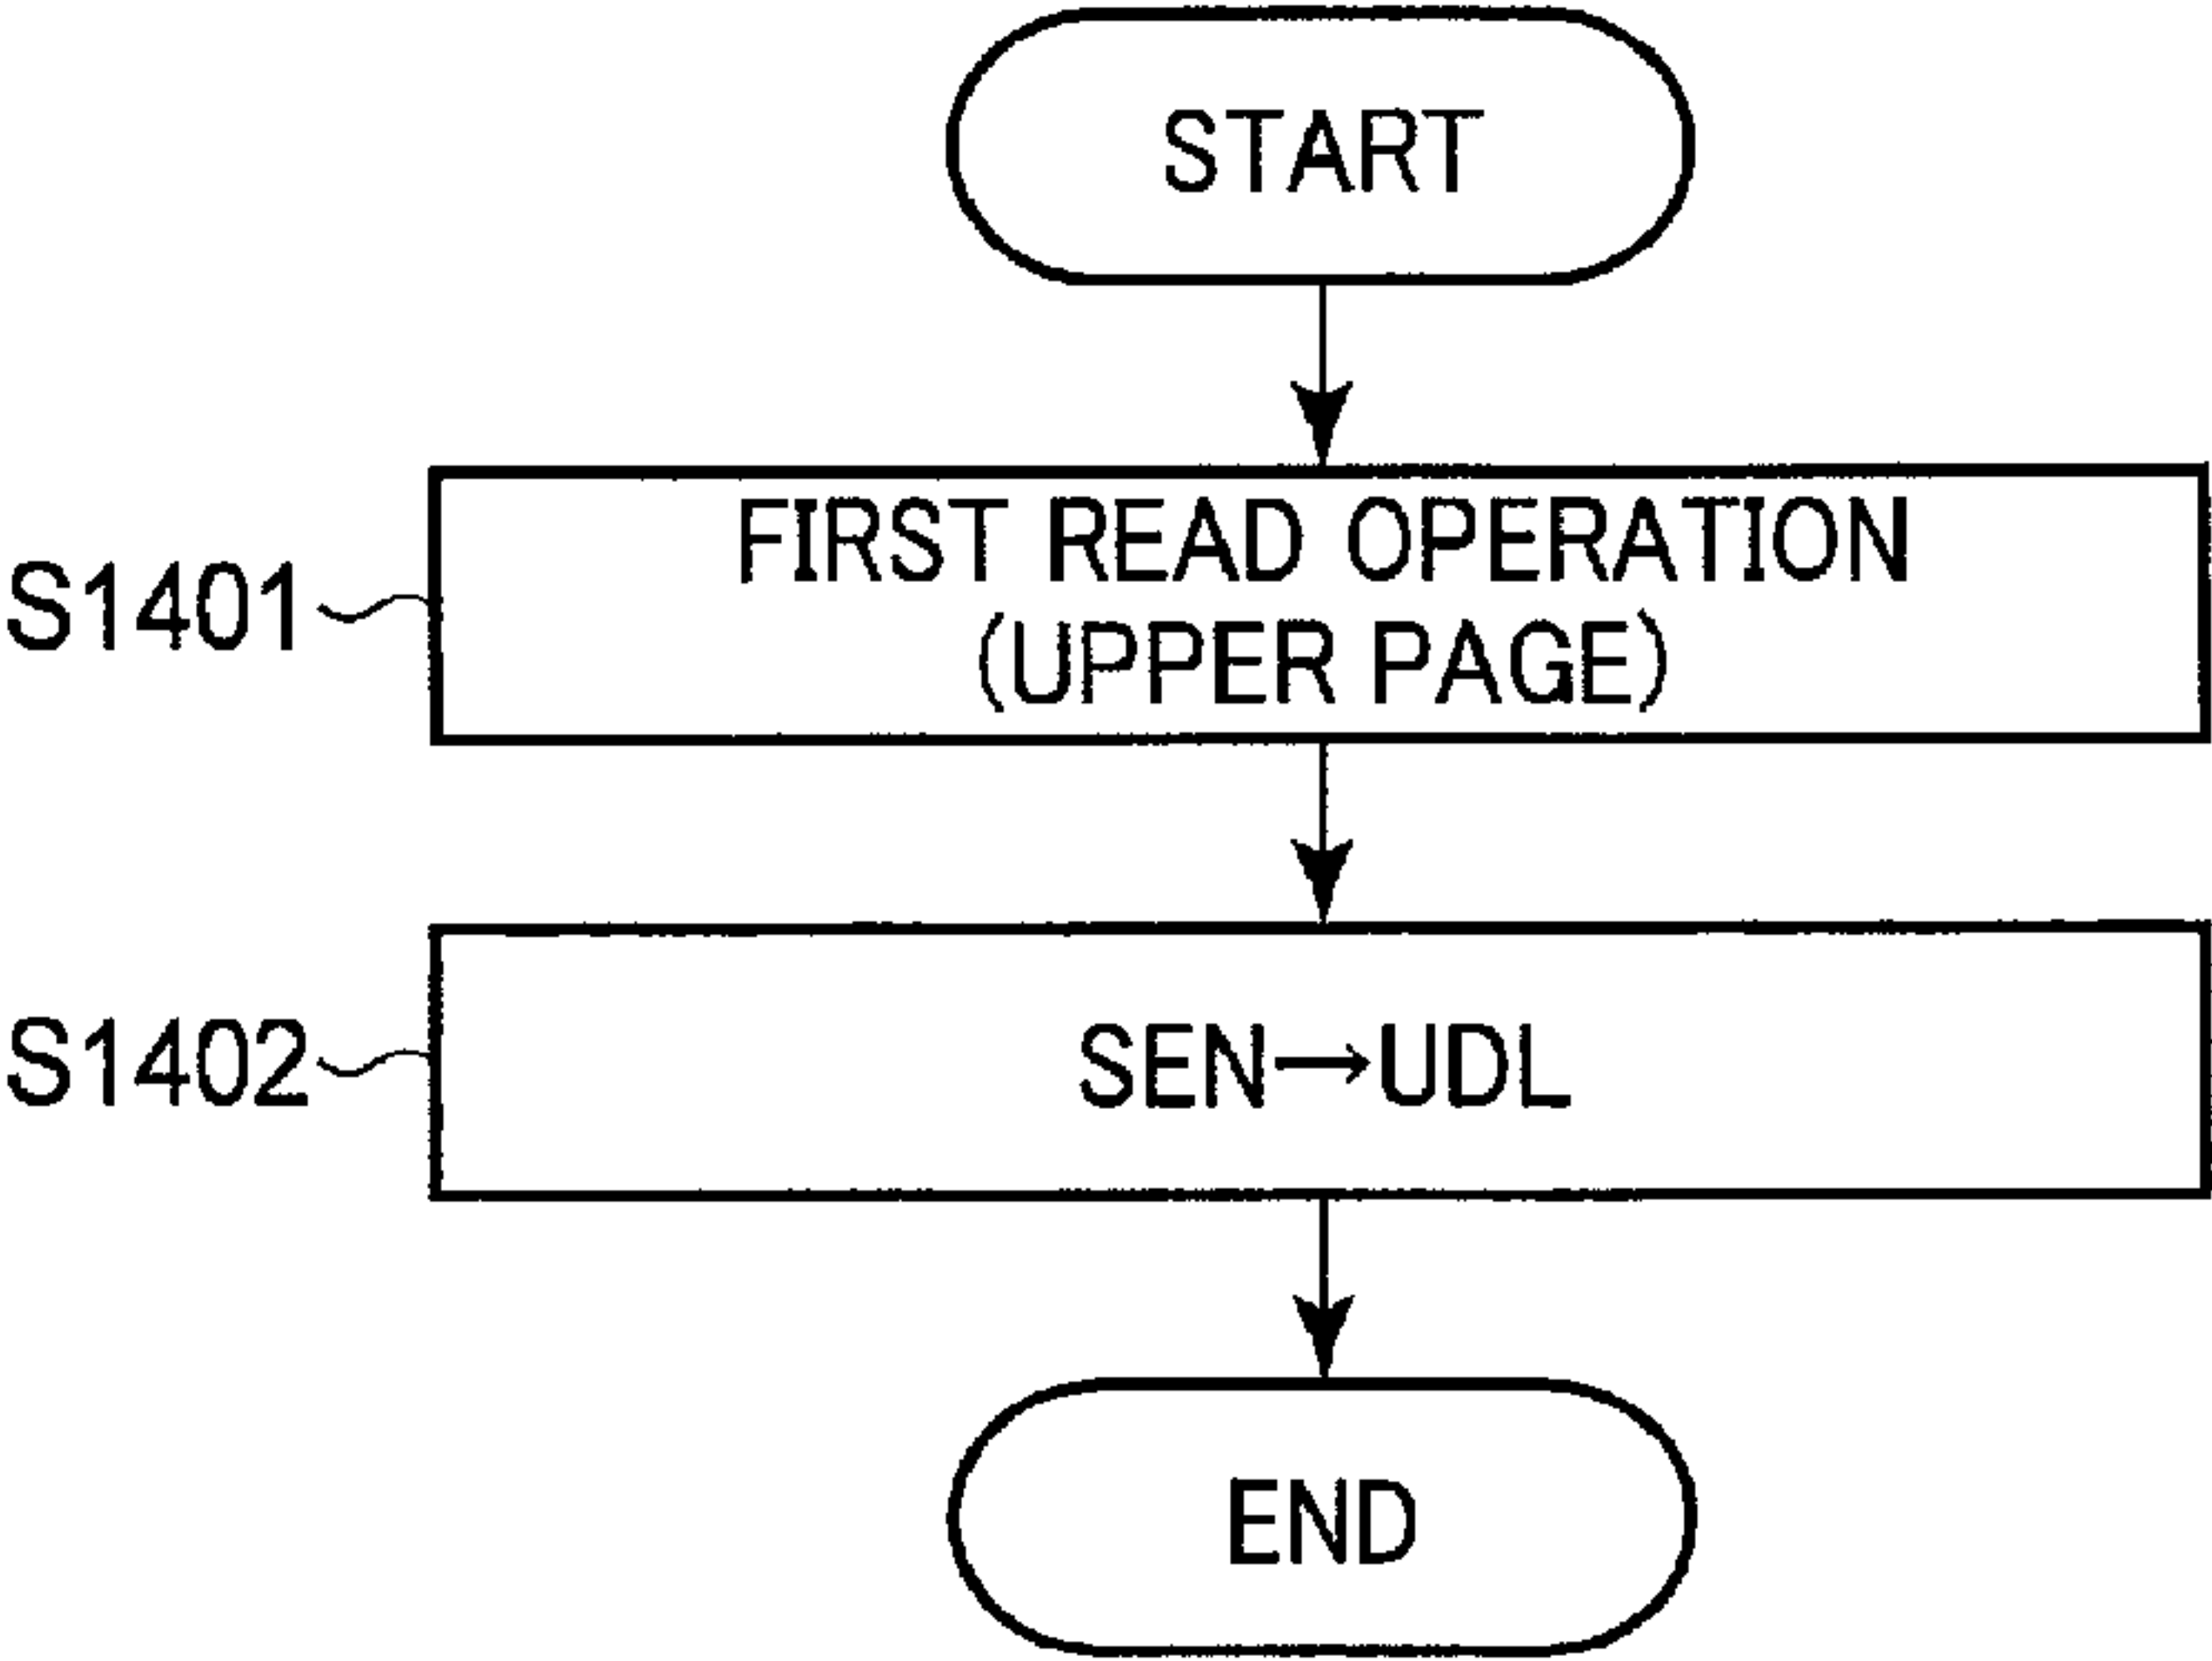 START
S1401
FIRST READ OPERATION
(UPPER PAGE)
S1402
SEN→UDL
END